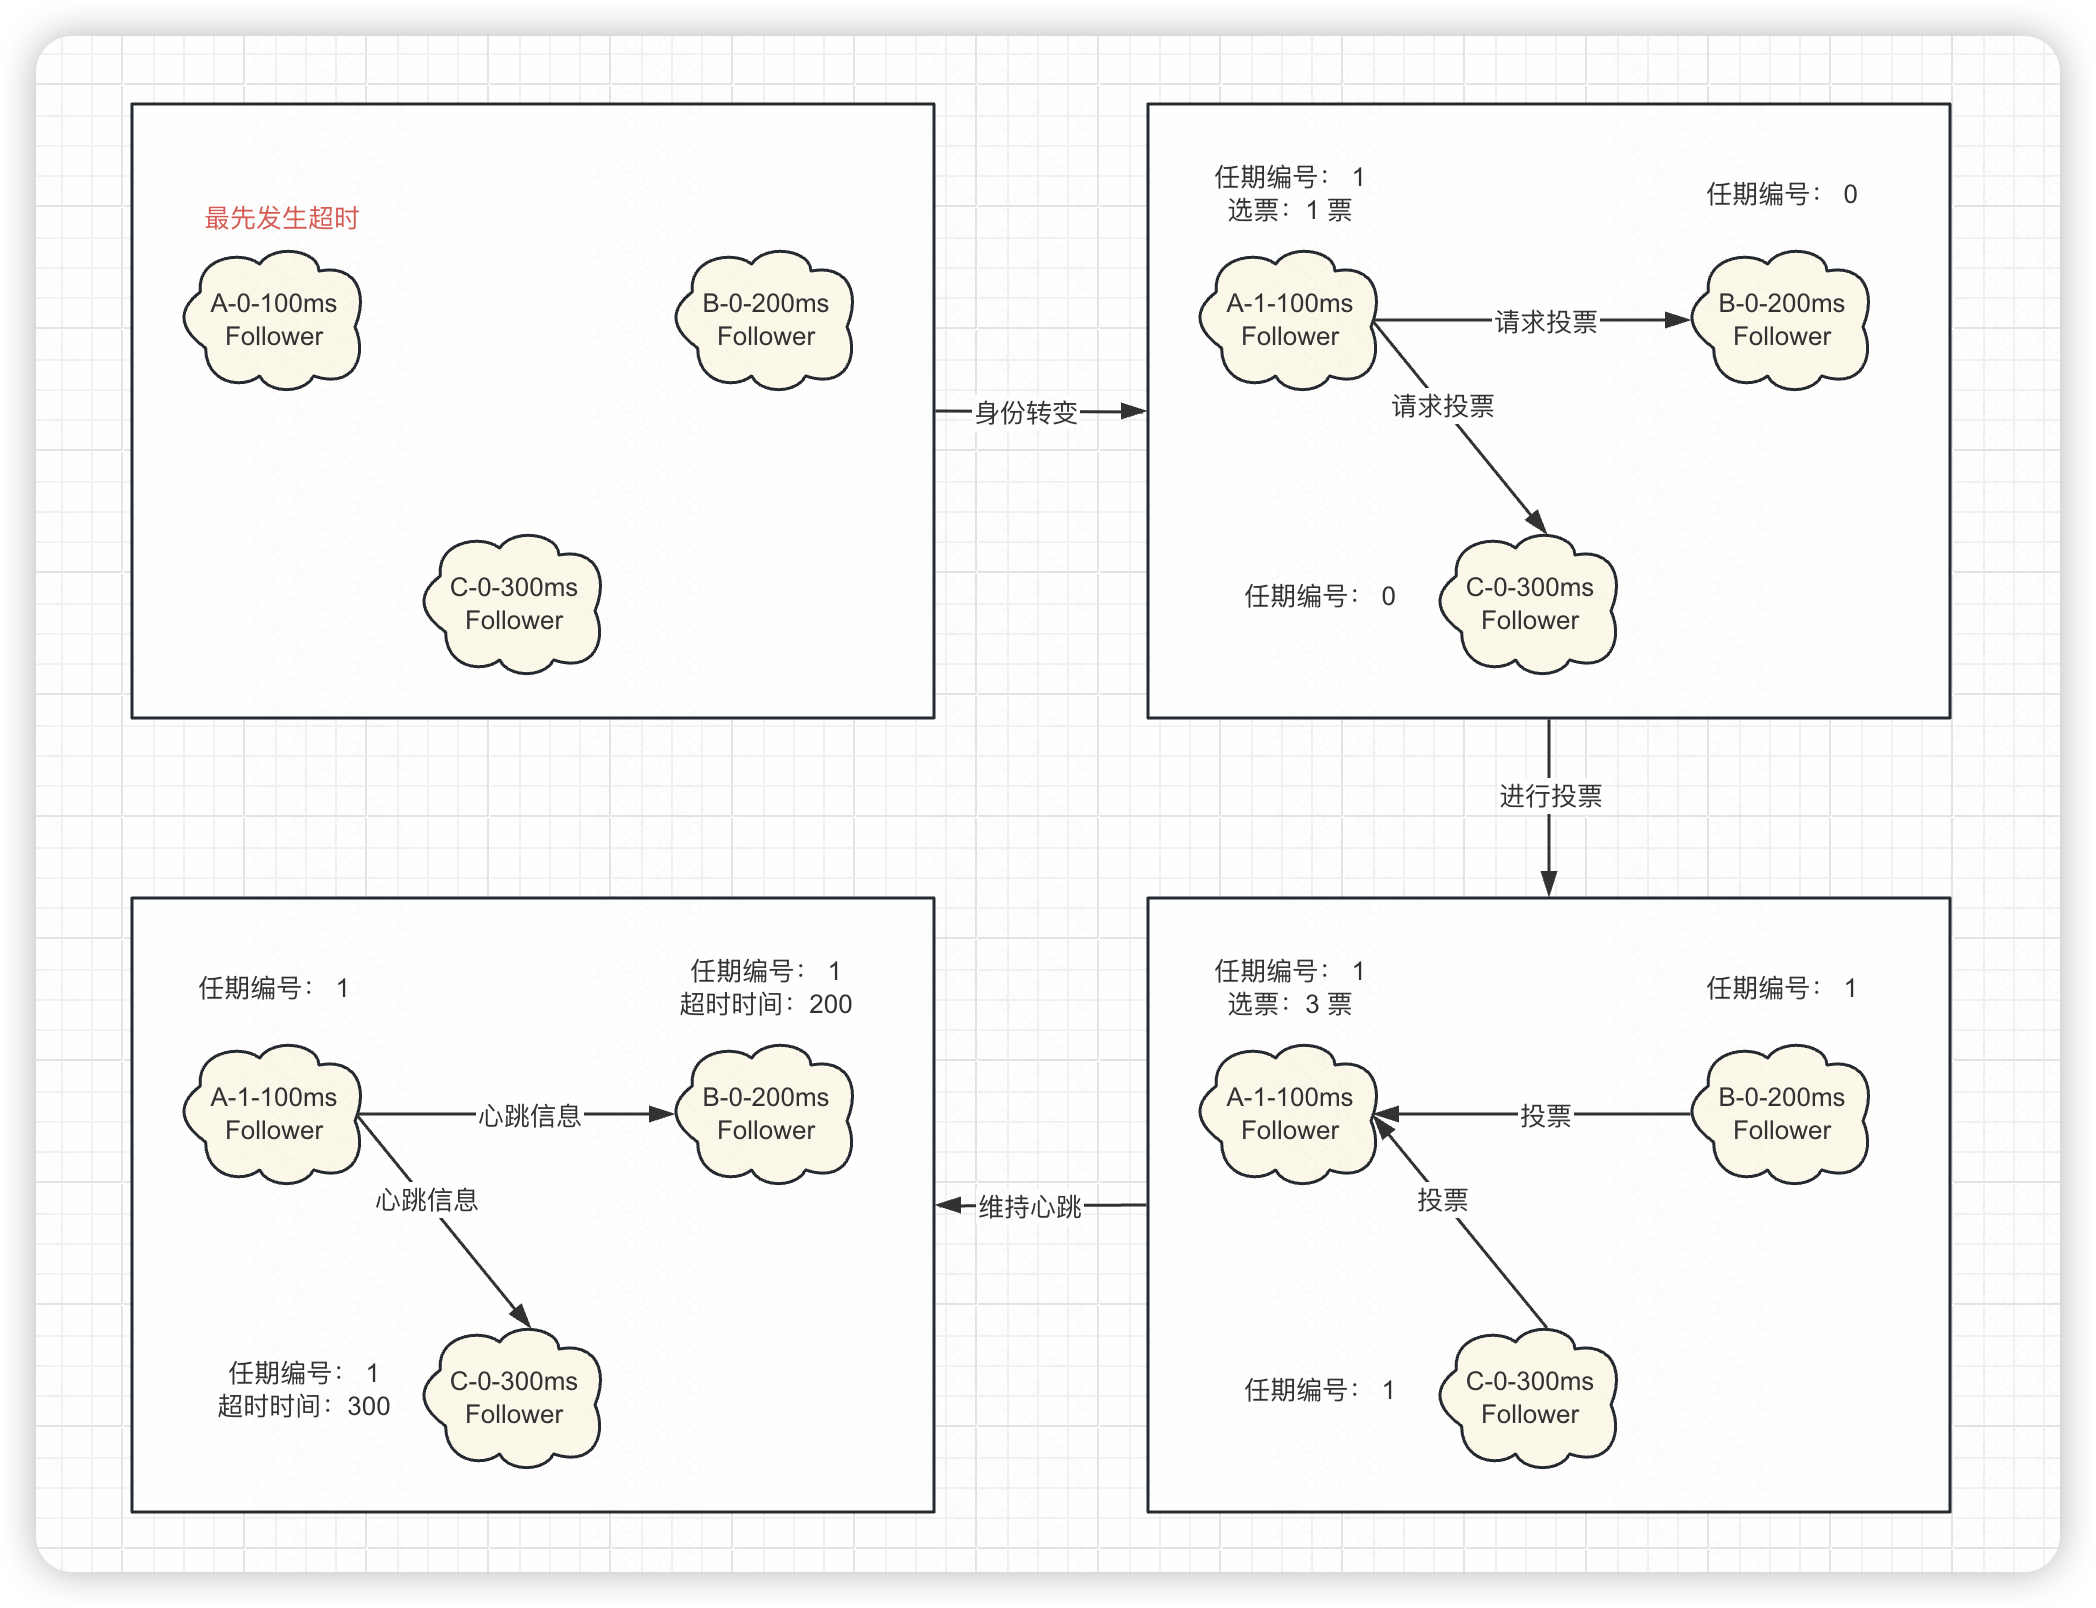 最先发生超时
A-0-100ms
Follower
B-0-200ms
Follower
C-0-300ms
Follower
身份转变
任期编号： 1
选票：1 票
任期编号： 0
A-1-100ms
Follower
请求投票
B-0-200ms
Follower
请求投票
任期编号： 0
C-0-300ms
Follower
进行投票
任期编号： 1
选票：3 票
任期编号： 1
A-1-100ms
Follower
投票
B-0-200ms
Follower
投票
任期编号： 1
C-0-300ms
Follower
维持心跳
任期编号： 1
任期编号： 1
超时时间：200
A-1-100ms
Follower
心跳信息
B-0-200ms
Follower
心跳信息
任期编号： 1
超时时间：300
C-0-300ms
Follower